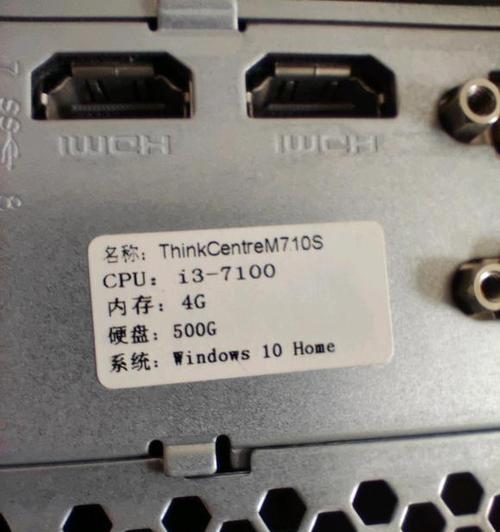 HDMI HDMI
名称：ThinkCentreM710S
CPU：i3-7100
内存：4G
硬盘：500G
系统：Windows 10 Home